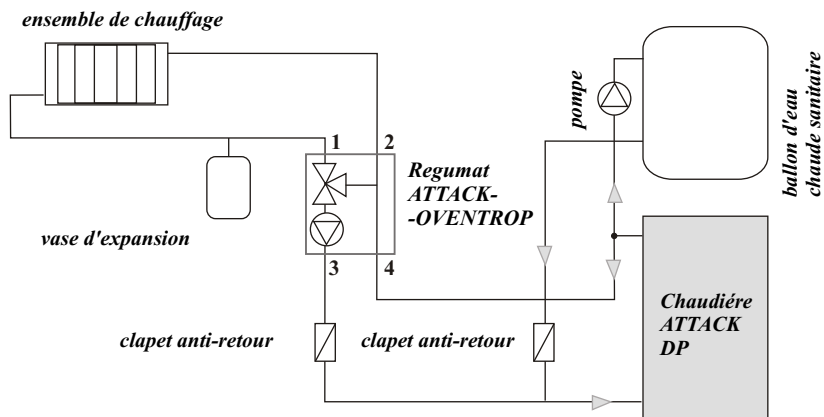 ensemble de chauffage
1
2
Regumat
ATTACK-
-OVENTROP
pompe
ballon d'eau
chaude sanitaire
vase d'expansion
3
4
clapet anti-retour
clapet anti-retour
Chaudiére
ATTACK
DP